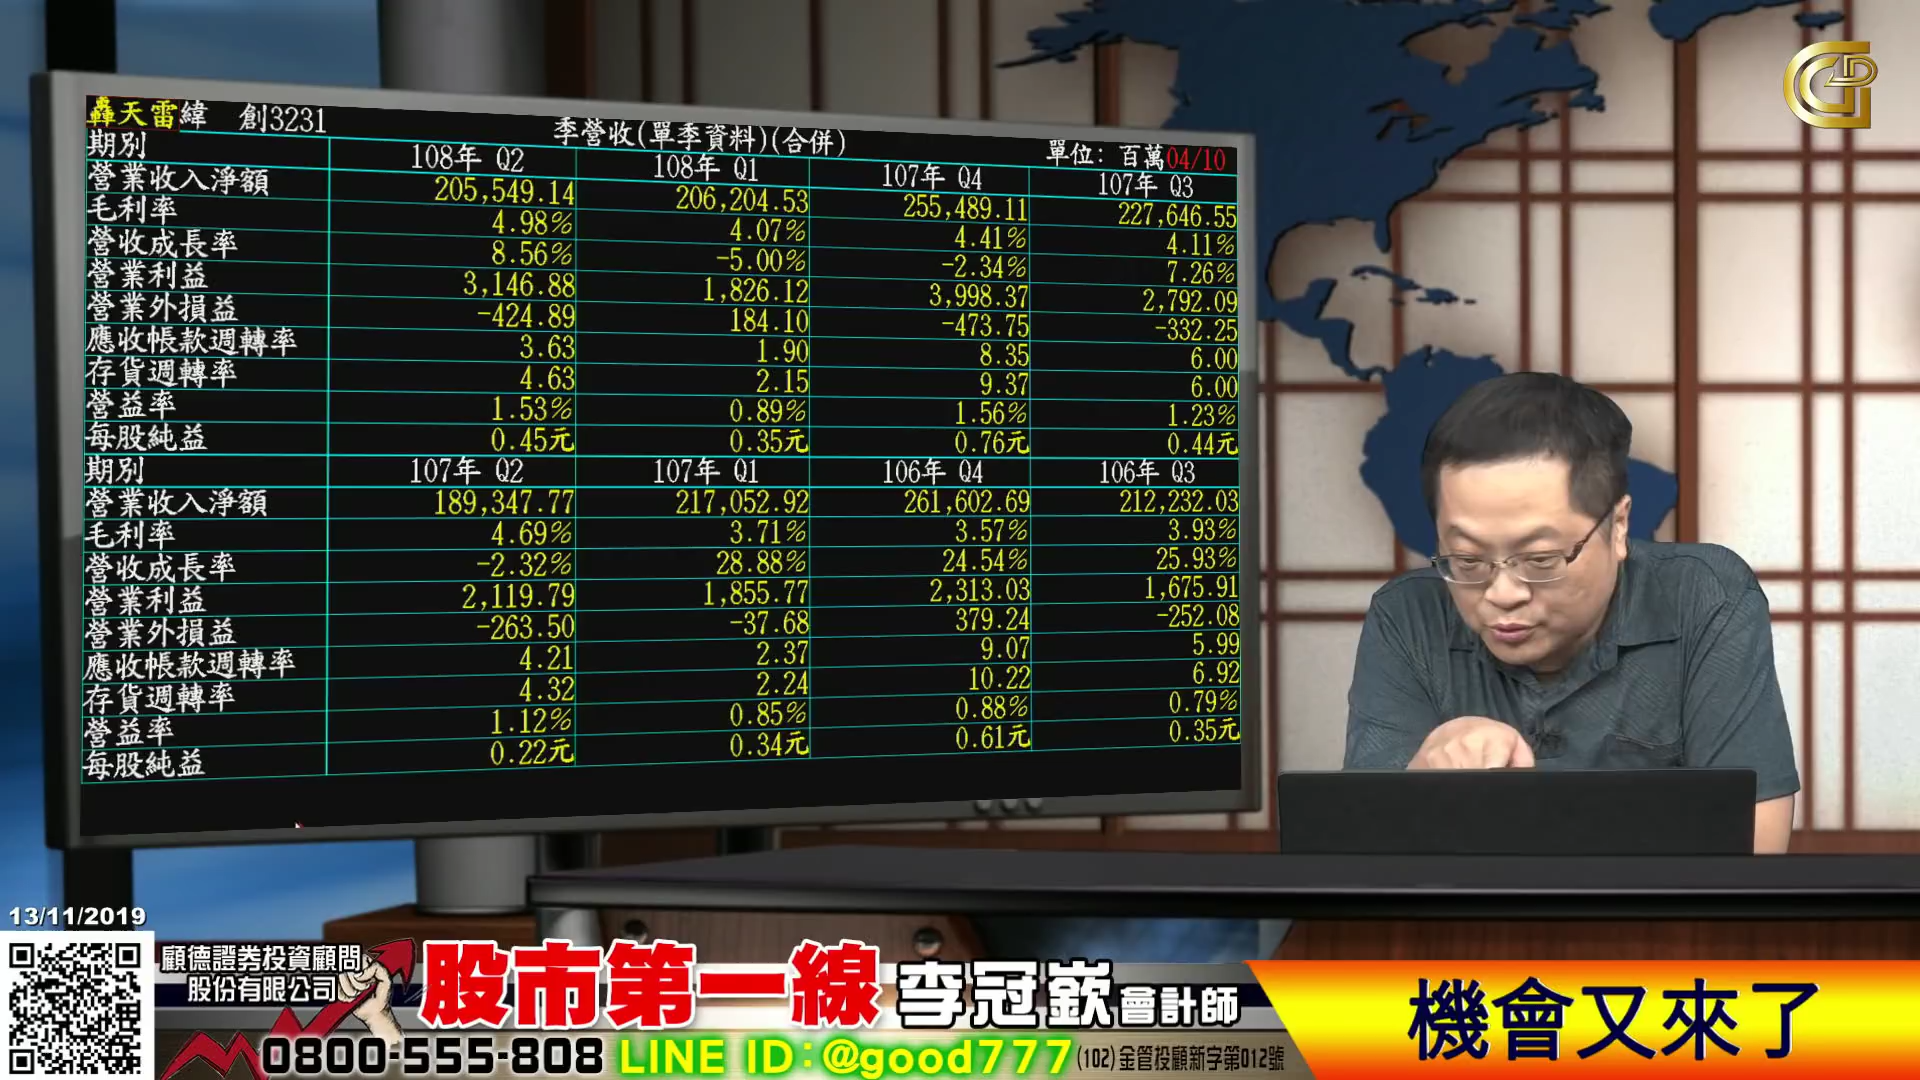 轟天雷緯 創3231
季營收(單季資料)(合併)
單位: 百萬04/10
期別 108年 Q2 108年 Q1 107年 Q4 107年 Q3
營業收入淨額 205,549.14 206,204.53 255,489.11 227,646.55
毛利率 4.98% 4.07% 4.41% 4.11%
營收成長率 8.56% -5.00% -2.34% 7.26%
營業利益 3,146.88 1,826.12 3,998.37 2,792.09
營業外損益 -424.89 184.10 -473.75 -332.25
應收帳款週轉率 3.63 1.90 8.35 6.00
存貨週轉率 4.63 2.15 9.37 6.00
營益率 1.53% 0.89% 1.56% 1.23%
每股純益 0.45元 0.35元 0.76元 0.44元
期別 107年 Q2 107年 Q1 106年 Q4 106年 Q3
營業收入淨額 189,347.77 217,052.92 261,602.69 212,232.03
毛利率 4.69% 3.71% 3.57% 3.93%
營收成長率 -2.32% 28.88% 24.54% 25.93%
營業利益 2,119.79 1,855.77 2,313.03 1,675.91
營業外損益 -263.50 -37.68 379.24 -252.08
應收帳款週轉率 4.21 2.37 9.07 5.99
存貨週轉率 4.32 2.24 10.22 6.92
營益率 1.12% 0.85% 0.88% 0.79%
每股純益 0.22元 0.34元 0.61元 0.35元
13/11/2019
顧德證券投資顧問
股份有限公司
股市第一線 李冠嶔 會計師
0800-555-808 LINE ID:@good777 (102)金管投顧新字第012號
機會又來了